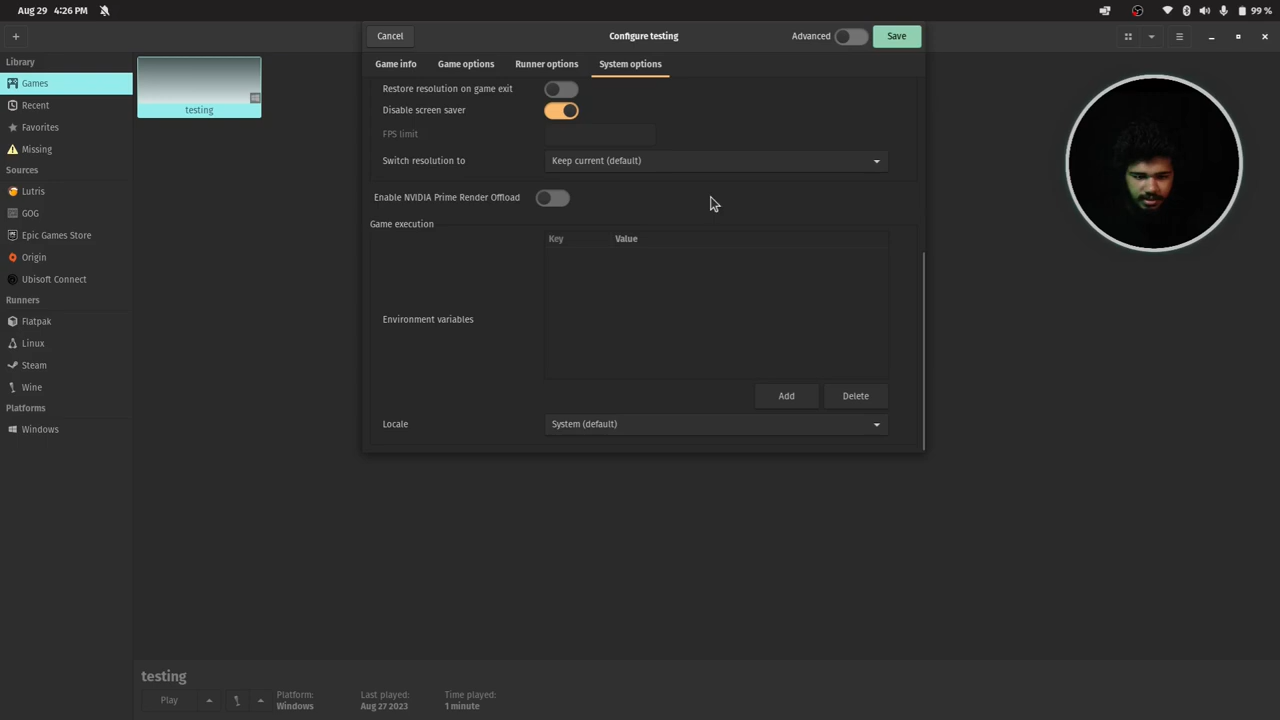 Aug 29 4:26 PM
99 %
Cancel
Configure testing
Advanced
Save
Library
Games
Recent
Favorites
Missing
Sources
Lutris
GOG
Epic Games Store
Origin
Ubisoft Connect
Runners
Flatpak
Linux
Steam
Wine
Platforms
Windows
testing
Game info
Game options
Runner options
System options
Restore resolution on game exit
Disable screen saver
FPS limit
Switch resolution to
Keep current (default)
Enable NVIDIA Prime Render Offload
Game execution
Key
Value
Environment variables
Add
Delete
Locale
System (default)
testing
Play
Platform:
Windows
Last played:
Aug 27 2023
Time played:
1 minute